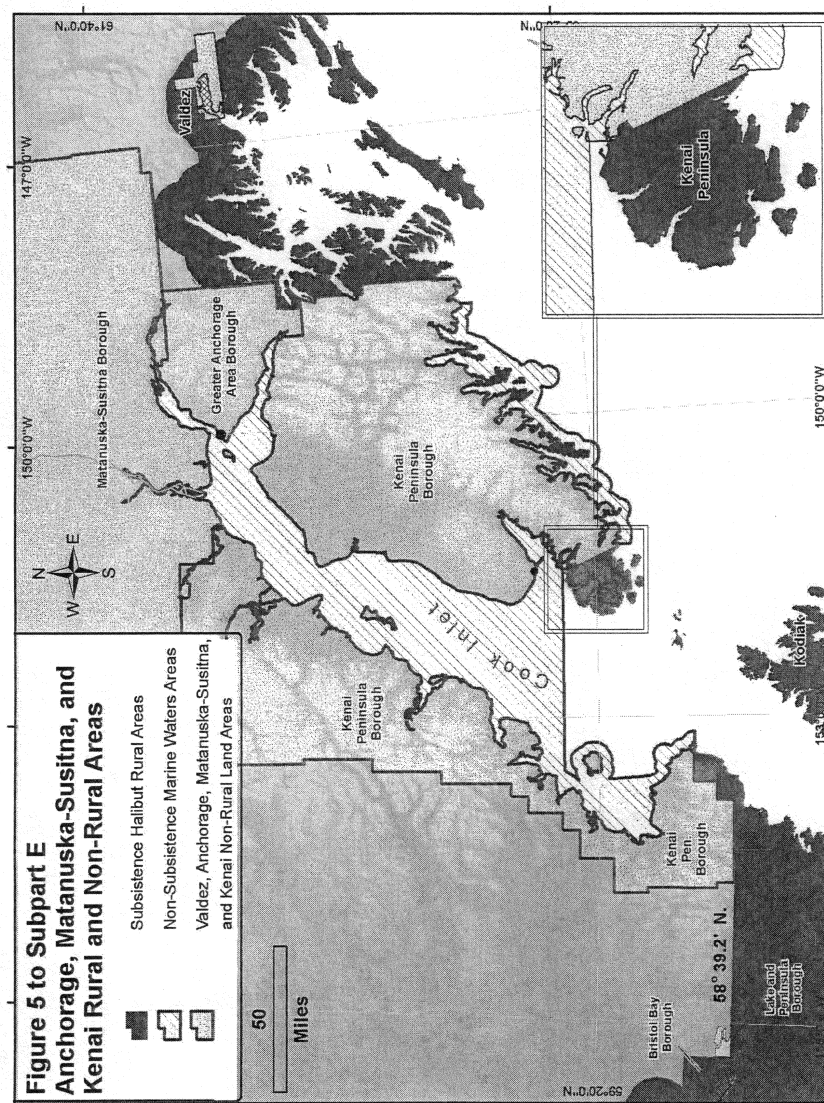 Figure 5 to Subpart E
Anchorage, Matanuska-Susitna, and
Kenai Rural and Non-Rural Areas
Subsistence Halibut Rural Areas
Non-Subsistence Marine Waters Areas
Valdez, Anchorage, Matanuska-Susitna,
and Kenai Non-Rural Land Areas
50
Miles
N
W E
S
150°0'0"W
147°0'0"W
61°40'0"N
Matanuska-Susitna Borough
Valdez
Greater Anchorage
Area Borough
Kenai
Peninsula
Borough
Kenai
Peninsula
Borough
Cook Inlet
Kenai
Pen.
Borough
58° 39.2' N.
Bristol Bay
Borough
Lake and
Peninsula
Borough
59°20'0"N
Kodiak
150°0'0"W
Kenai
Peninsula